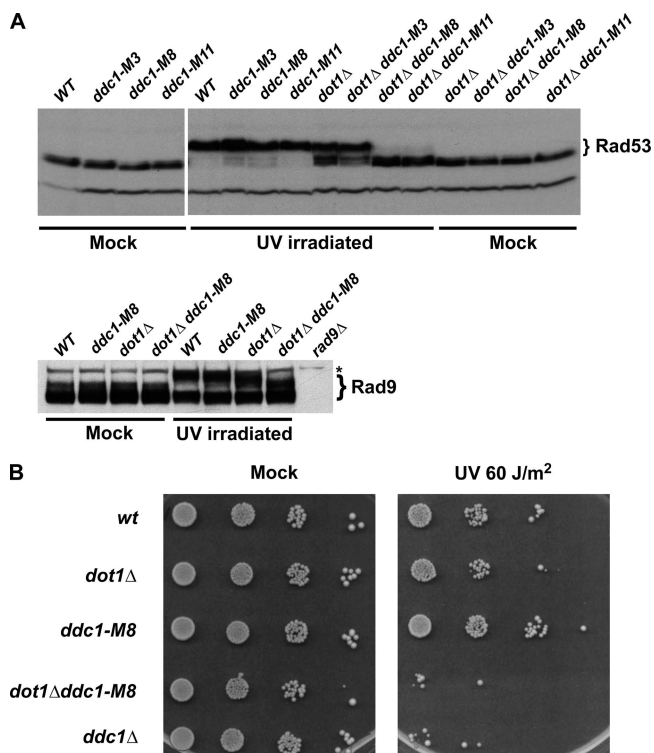 A
WT
ddc1-M3
ddc1-M8
ddc1-M11
WT
ddc1-M3
ddc1-M8
ddc1-M11
dot1Δ
dot1Δ ddc1-M3
dot1Δ ddc1-M8
dot1Δ ddc1-M11
dot1Δ
dot1Δ ddc1-M3
dot1Δ ddc1-M8
dot1Δ ddc1-M11
} Rad53
Mock
UV irradiated
Mock
WT
ddc1-M8
dot1Δ
dot1Δ ddc1-M8
WT
ddc1-M8
dot1Δ
dot1Δ ddc1-M8
rad9Δ
*
} Rad9
Mock
UV irradiated
B
Mock
UV 60 J/m²
wt
dot1Δ
ddc1-M8
dot1Δddc1-M8
ddc1Δ